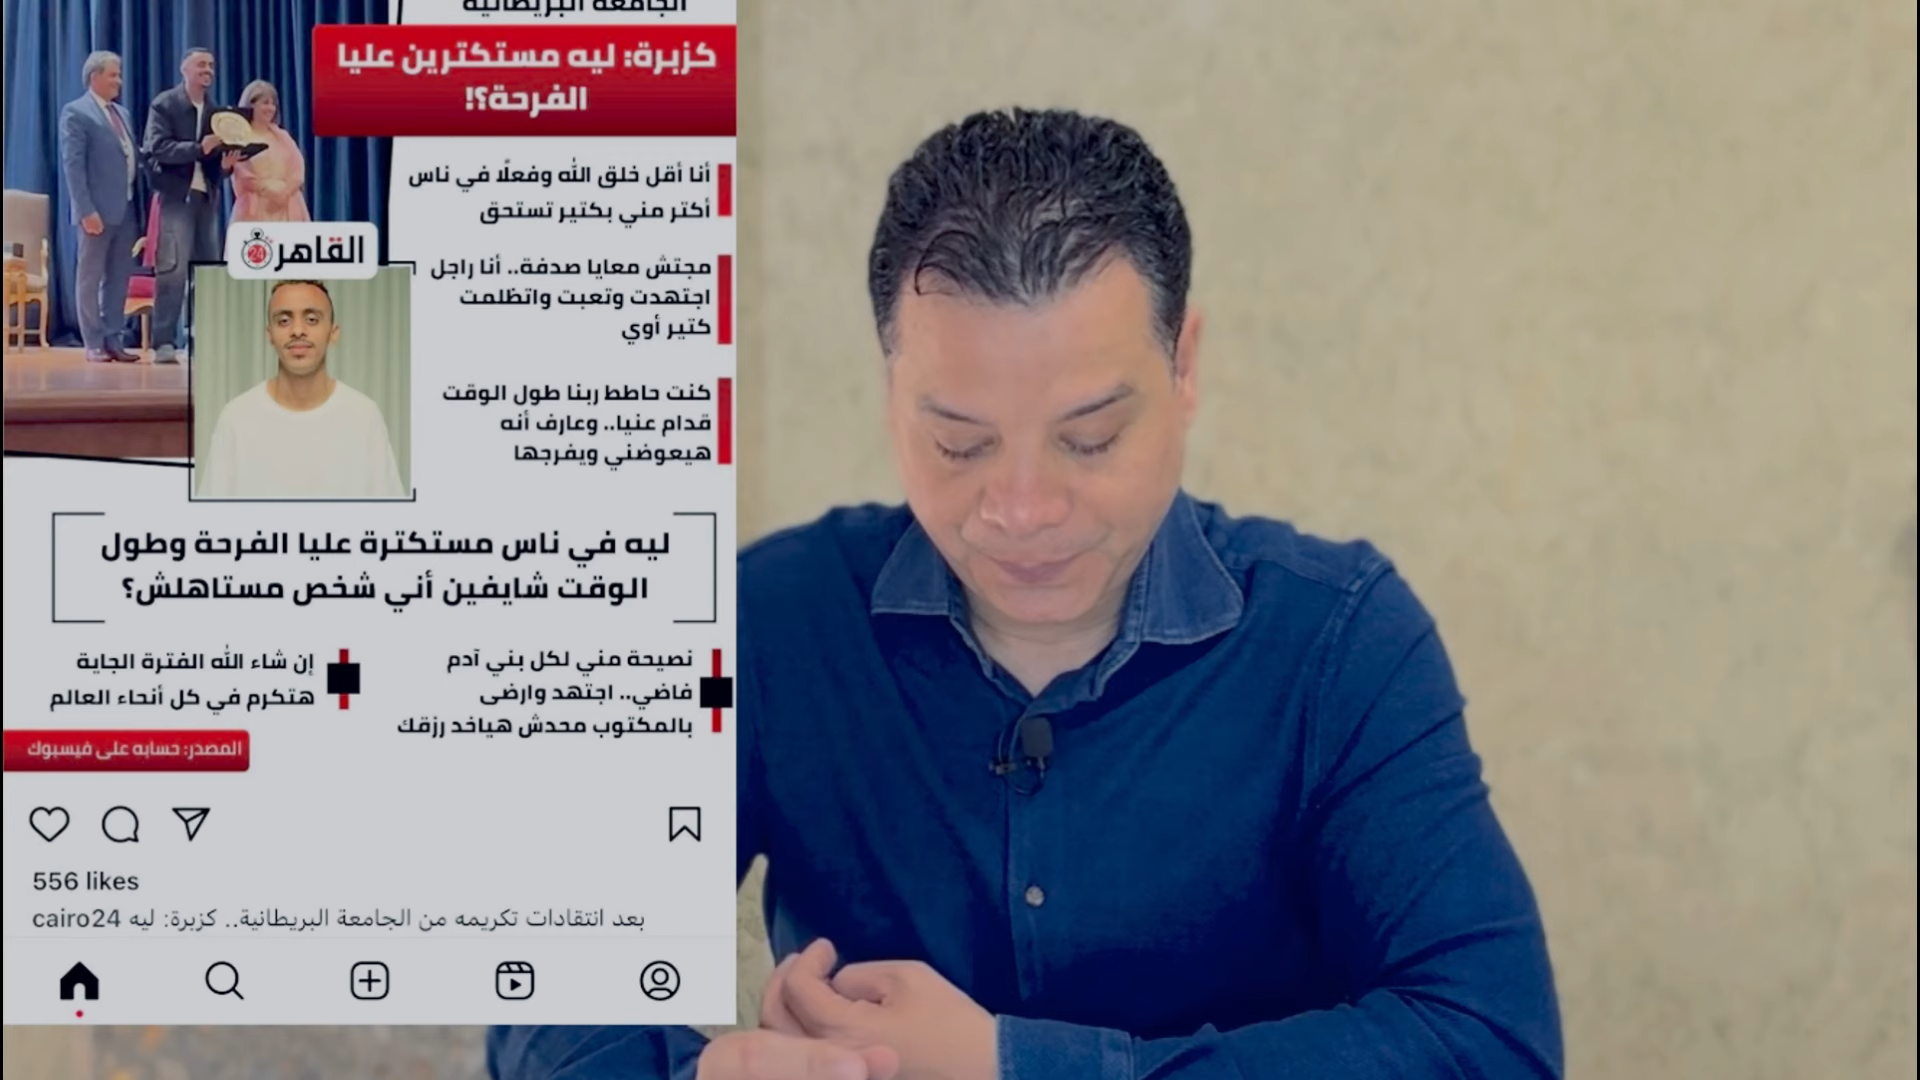 الجامعة البريطانية
كزبرة: ليه مستكترين عليا
الفرحة؟!
أنا أقل خلق الله وفعلًا في ناس
أكتر مني بكتير تستحق
القاهر24
مجتش معايا صدفة.. أنا راجل
اجتهدت وتعبت واتظلمت
كتير أوي
كنت حاطط ربنا طول الوقت
قدام عنيا.. وعارف أنه
هيعوضني ويفرجها
ليه في ناس مستكترة عليا الفرحة وطول
الوقت شايفين أني شخص مستاهلش؟
نصيحة مني لكل بني آدم
فاضي.. اجتهد وارضى
بالمكتوب محدش هياخد رزقك
إن شاء الله الفترة الجاية
هتكرم في كل أنحاء العالم
المصدر: حسابه على فيسبوك
556 likes
cairo24 بعد انتقادات تكريمه من الجامعة البريطانية.. كزبرة: ليه